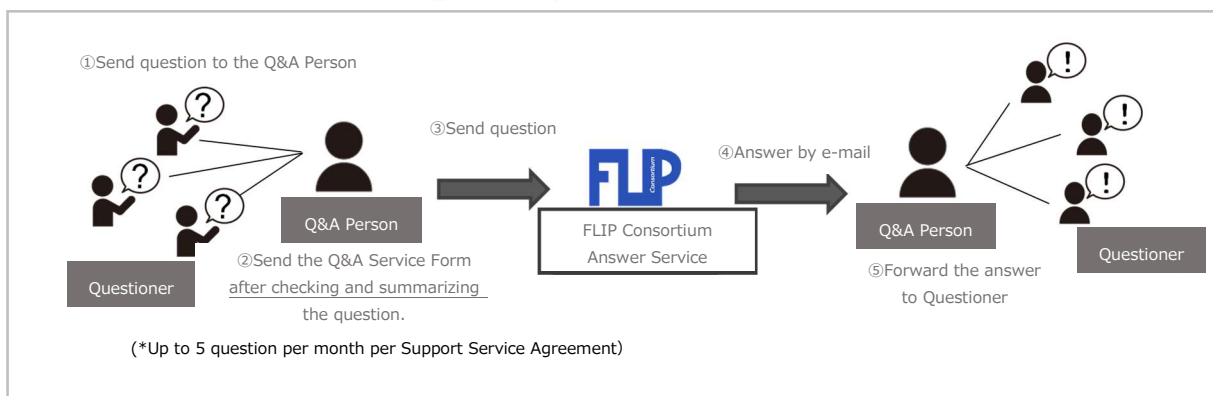 ①Send question to the Q&A Person
?
?
?
Q&A Person
Questioner
②Send the Q&A Service Form
after checking and summarizing
the question.
(*Up to 5 question per month per Support Service Agreement)
③Send question
FLIP
Consortium
FLIP Consortium
Answer Service
④Answer by e-mail
Q&A Person
⑤Forward the answer
to Questioner
!
!
!
Questioner